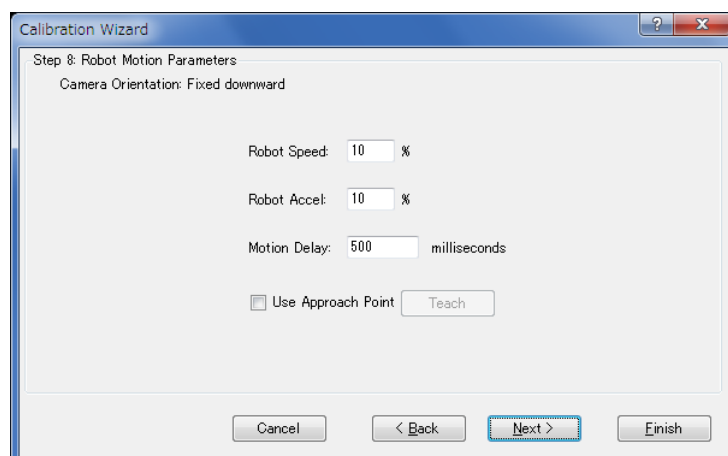 Calibration Wizard
Step 8: Robot Motion Parameters
Camera Orientation: Fixed downward
Robot Speed: 10 %
Robot Accel: 10 %
Motion Delay: 500 milliseconds
Use Approach Point Teach
Cancel < Back Next > Finish